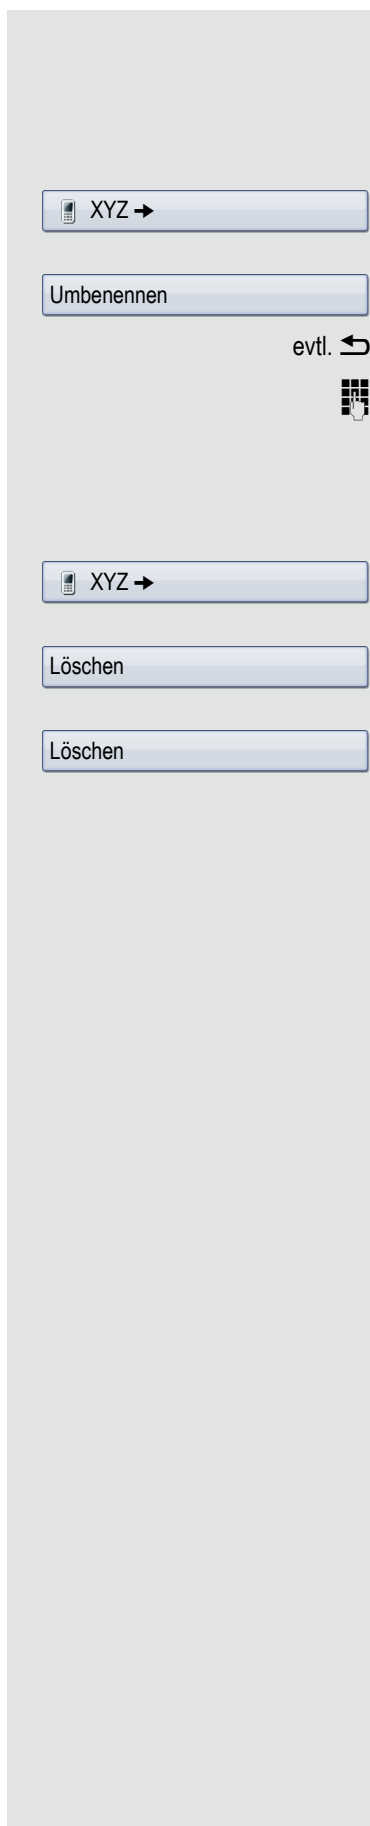 XYZ →
Umbenennen
evtl.
XYZ →
Löschen
Löschen